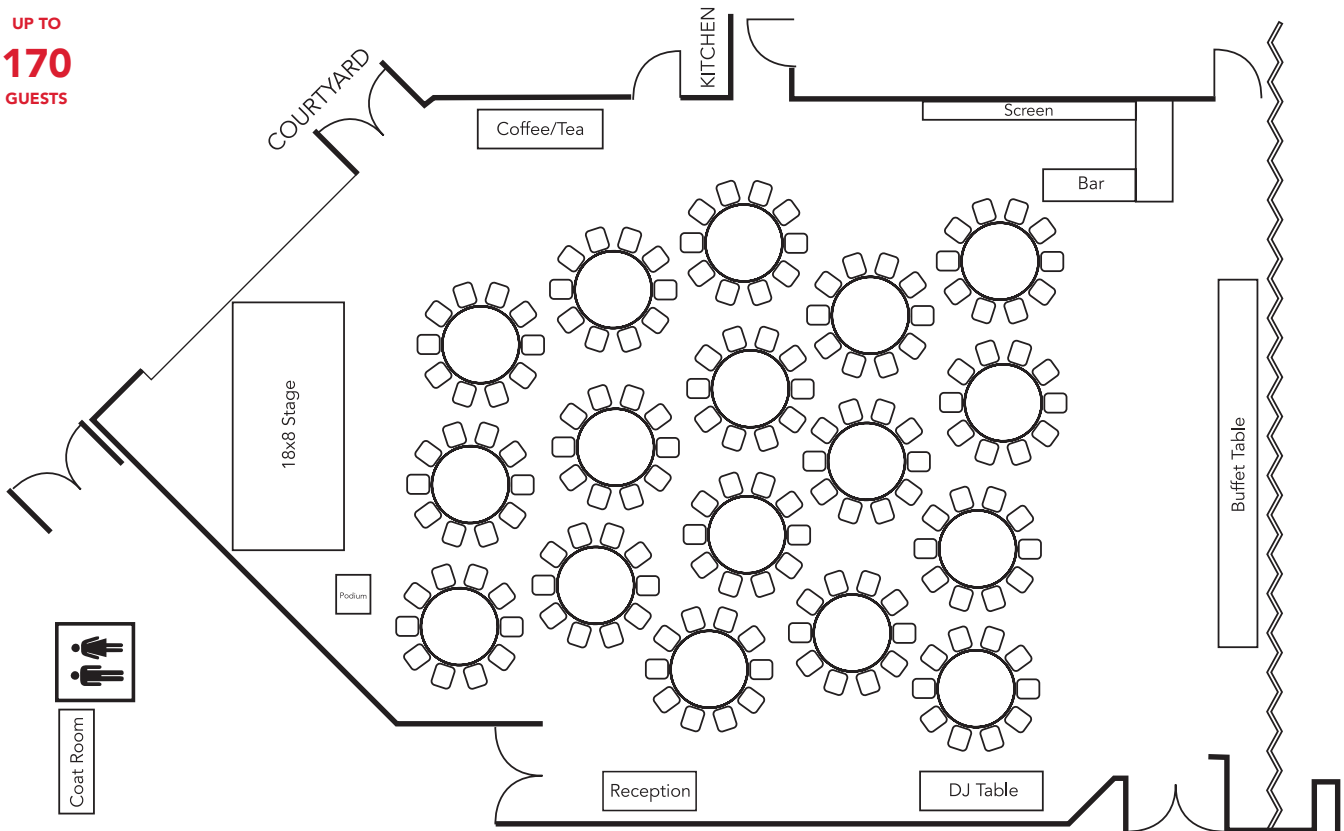 UP TO
170
GUESTS
COURTYARD
KITCHEN
Coffee/Tea
Screen
Bar
18x8 Stage
Buffet Table
Podium
Coat Room
Reception
DJ Table